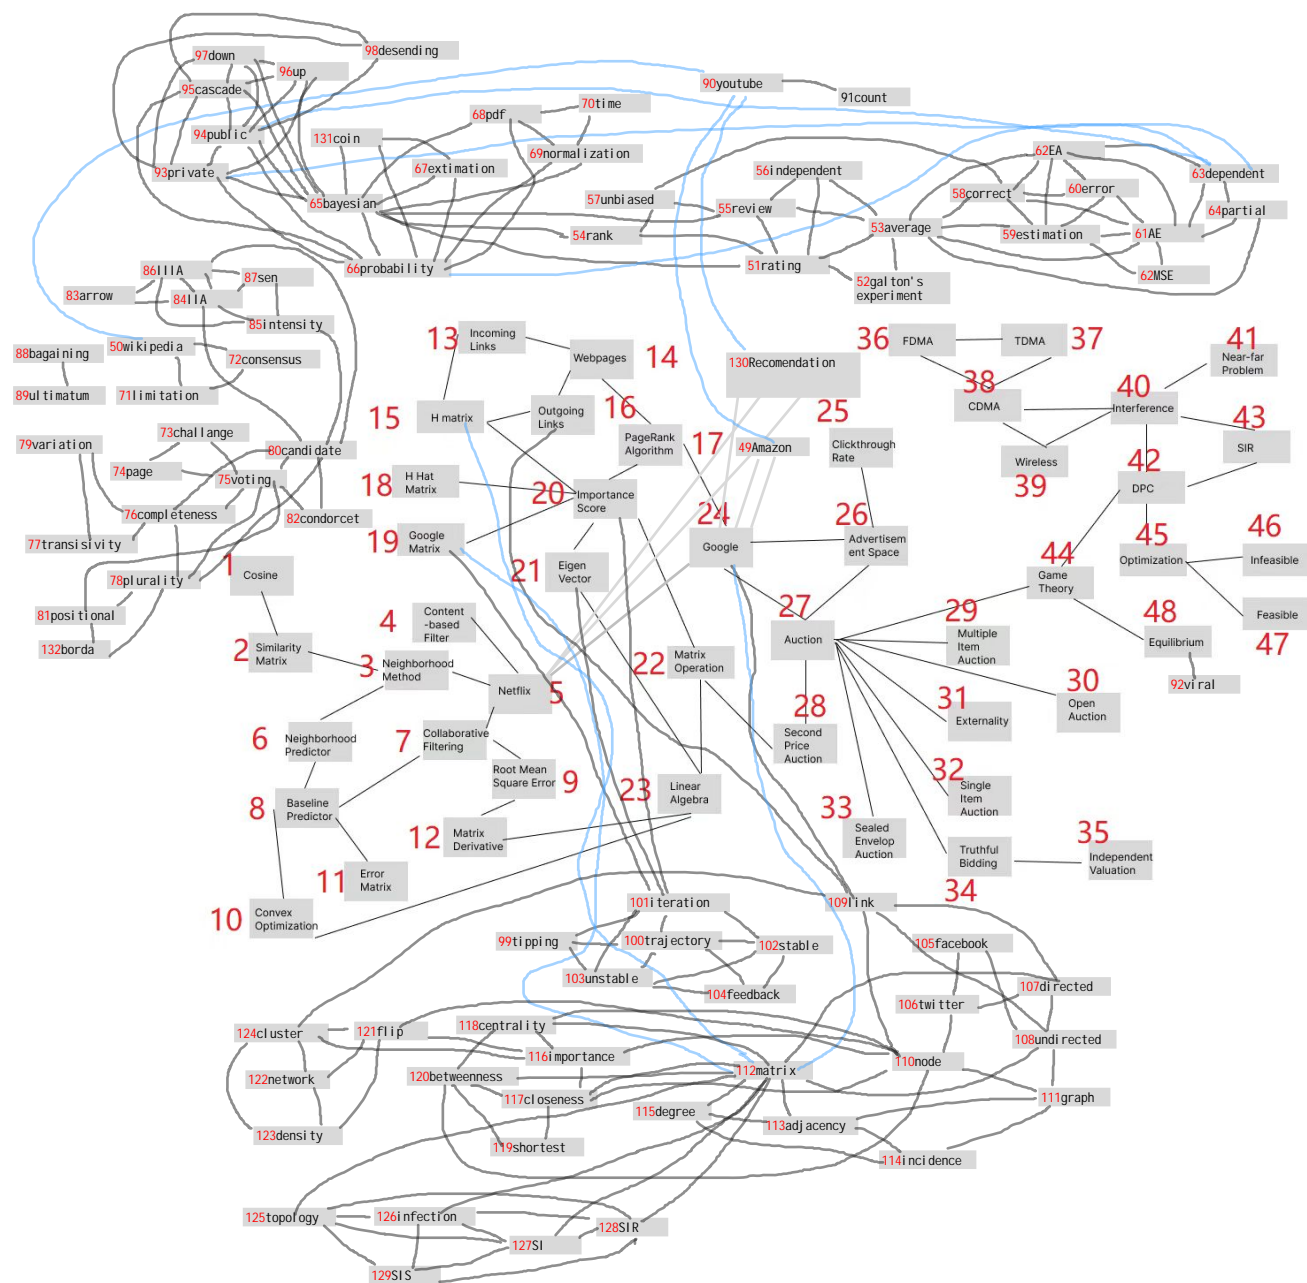 97down
98desending
96up
95cascade
90youtube
91count
94public
131coin
68pdf
70time
93private
67extimation
69normalization
56independent
62EA
63dependent
65bayesian
57unbiased
55review
58correct
60error
64partial
54rank
53average
59estimation
61AE
66probability
51rating
52galton's
experiment
62MSE
86IIIA
87sen
83arrow
84IIA
85intensity
88bagaining
50wikipedia
72consensus
89ultimatum
71limitation
13
Incoming
Links
Webpages
14
15
H matrix
Outgoing
Links
16
PageRank
Algorithm
17
130Recomendation
25
Clickthrough
Rate
49Amazon
36
FDMA
TDMA
37
38
CDMA
Wireless
39
40
Interference
41
Near-far
Problem
43
SIR
42
DPC
79variation
73challange
74page
75voting
80candidate
76completeness
82condorcet
77transisivity
78plurality
81positional
132borda
18
H Hat
Matrix
20
Importance
Score
19
Google
Matrix
21
Eigen
Vector
24
Google
26
Advertisem
ent Space
45
Optimization
46
Infeasible
Feasible
47
44
Game
Theory
48
Equilibrium
92viral
1
Cosine
2
Similarity
Matrix
4
Content
-based
Filter
3
Neighborhood
Method
Netflix
5
22
Matrix
Operation
27
Auction
29
Multiple
Item
Auction
30
Open
Auction
31
Externality
28
Second
Price
Auction
6
Neighborhood
Predictor
7
Collaborative
Filtering
Root Mean
Square Error
9
8
Baseline
Predictor
23
Linear
Algebra
12
Matrix
Derivative
11
Error
Matrix
10
Convex
Optimization
32
Single
Item
Auction
33
Sealed
Envelop
Auction
Truthful
Bidding
34
35
Independent
Valuation
101iteration
109link
99tipping
100trajectory
102stable
103unstable
104feedback
105facebook
106twitter
107directed
108undirected
124cluster
121flip
118centrality
116importance
110node
122network
120betweenness
112matrix
117closeness
115degree
111graph
123density
119shortest
113adjacency
114incidence
125topology
126infection
128SIR
127SI
129SIS